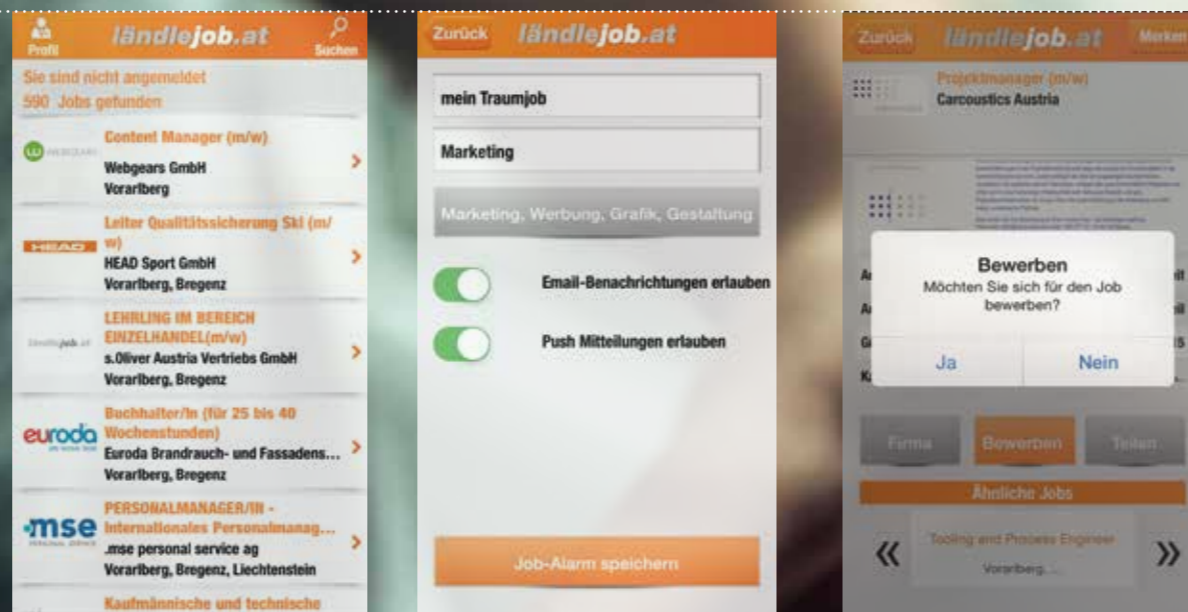 Profil
ländlejob.at
Suchen
Sie sind nicht angemeldet
590 Jobs gefunden
WEBGEARS
Content Manager (m/w)
Webgears GmbH
Vorarlberg
HEAD
Leiter Qualitätssicherung Ski (m/
w)
HEAD Sport GmbH
Vorarlberg, Bregenz
ländlejob.at
LEHRLING IM BEREICH
EINZELHANDEL(m/w)
s.Oliver Austria Vertriebs GmbH
Vorarlberg, Bregenz
euroda
Buchhalter/in (für 25 bis 40
Wochenstunden)
Euroda Brandrauch- und Fassadens...
Vorarlberg, Bregenz
mse
PERSONAL SERVICE
PERSONALMANAGER/IN -
Internationales Personalmanag...
.mse personal service ag
Vorarlberg, Bregenz, Liechtenstein
Kaufmännische und technische
Zurück
ländlejob.at
mein Traumjob
Marketing
Marketing, Werbung, Grafik, Gestaltung
Email-Benachrichtungen erlauben
Push Mitteilungen erlauben
Job-Alarm speichern
Zurück
ländlejob.at
Merken
Projektmanager (m/w)
Carcoustics Austria
Bewerben
Möchten Sie sich für den Job
bewerben?
Ja
Nein
Firma
Bewerben
Teilen
Ähnliche Jobs
«
Tooling and Process Engineer
Vorarlberg, ...
»